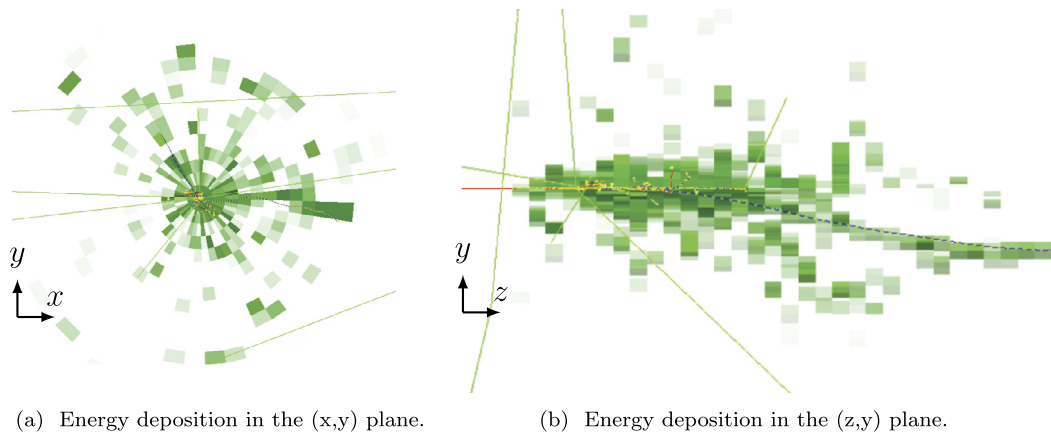 y
x
y
z
(a) Energy deposition in the (x,y) plane.
(b) Energy deposition in the (z,y) plane.